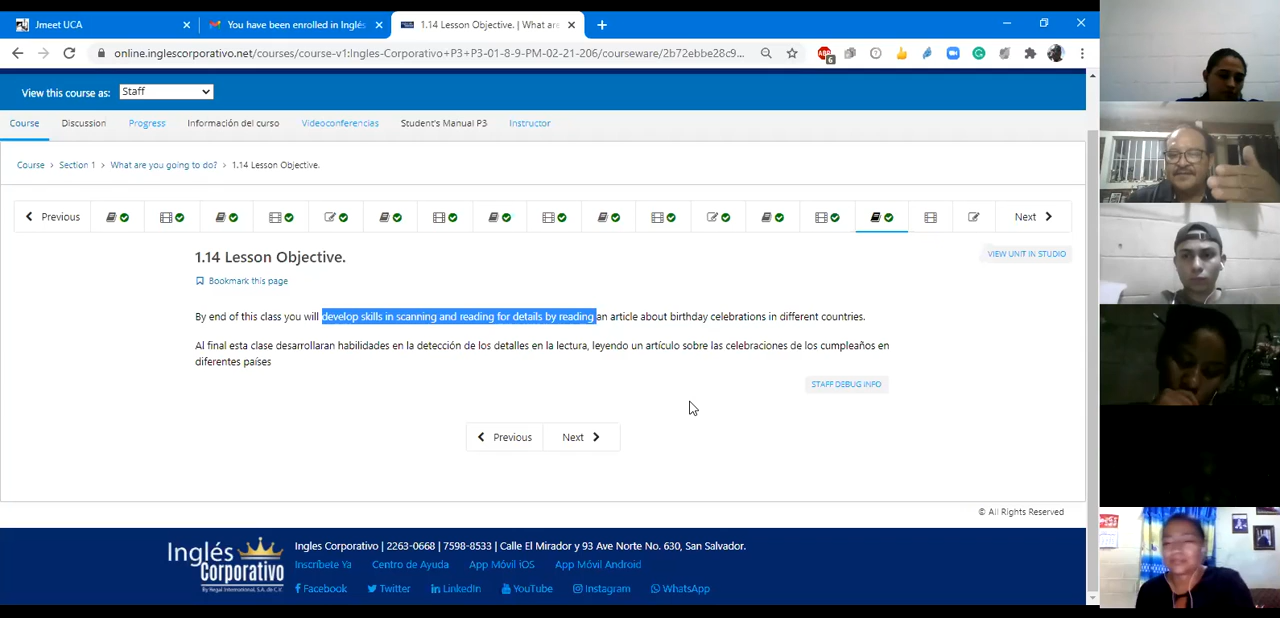 Jmeet UCA
You have been enrolled in Inglés
1.14 Lesson Objective. | What are
online.inglescorporativo.net/courses/course-v1:Ingles-Corporativo+P3+P3-01-8-9-PM-02-21-206/courseware/2b72ebbe28c9...
View this course as: Staff
Course Discussion Progress Información del curso Videoconferencias Student's Manual P3 Instructor
Course > Section 1 > What are you going to do? > 1.14 Lesson Objective.
Previous Next
1.14 Lesson Objective.
VIEW UNIT IN STUDIO
Bookmark this page
By end of this class you will develop skills in scanning and reading for details by reading an article about birthday celebrations in different countries.
Al final esta clase desarrollaran habilidades en la detección de los detalles en la lectura, leyendo un artículo sobre las celebraciones de los cumpleaños en
diferentes países
STAFF DEBUG INFO
Previous Next
© All Rights Reserved
Inglés
Corporativo
By Regal International, S.A. de C.V.
Ingles Corporativo | 2263-0668 | 7598-8533 | Calle El Mirador y 93 Ave Norte No. 630, San Salvador.
Inscríbete Ya Centro de Ayuda App Móvil iOS App Móvil Android
Facebook Twitter LinkedIn YouTube Instagram WhatsApp